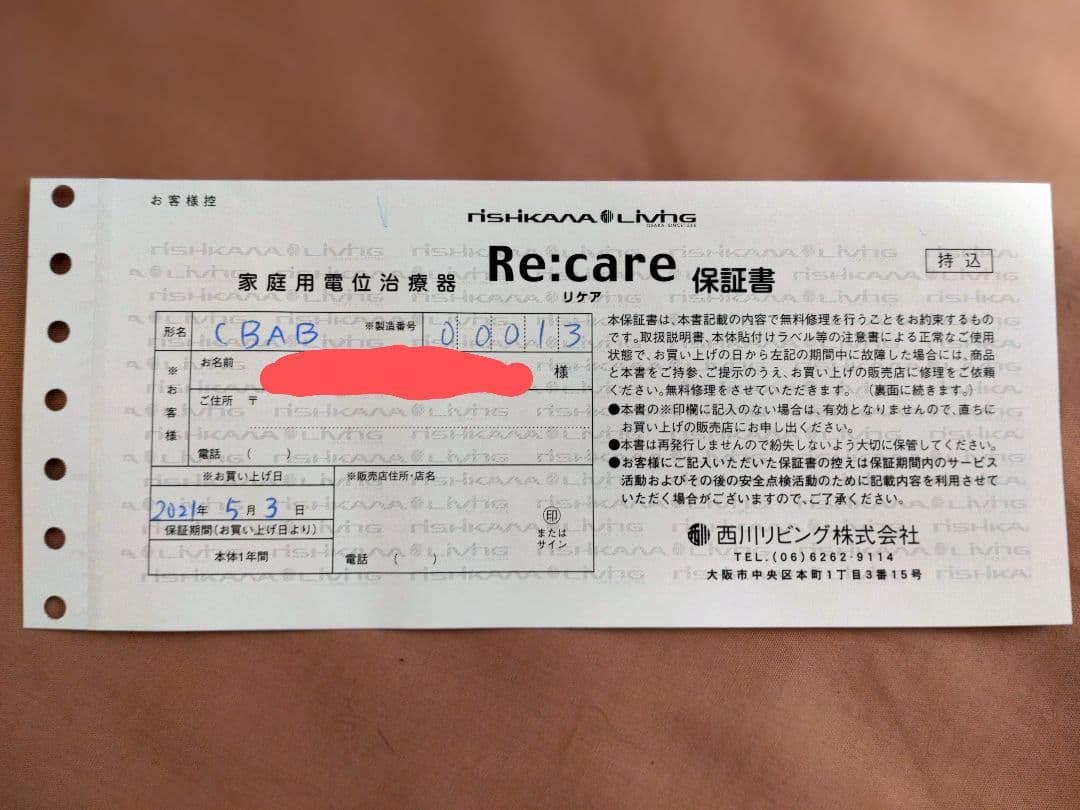 お客様控
nishikawa Living
OSAKA SINCE1566
家庭用電位治療器 Re:care 保証書
リケア
持込
形名 CBAB ※製造番号 00013
※お客様
お名前 様
ご住所 〒
電話 ( )
※お買い上げ日 ※販売店住所・店名
2021年 5月 3日
保証期間(お買い上げ日より)
本体1年間
印
または
サイン
電話 ( )
本保証書は、本書記載の内容で無料修理を行うことをお約束するもの
です。取扱説明書、本体貼付けラベル等の注意書による正常なご使用
状態で、お買い上げの日から左記の期間中に故障した場合には、商品
と本書をご持参、ご提示のうえ、お買い上げの販売店に修理をご依頼
ください。無料修理をさせていただきます。 (裏面に続きます。)
●本書の※印欄に記入のない場合は、有効となりませんので、直ちに
お買い上げの販売店にお申し出ください。
●本書は再発行しませんので紛失しないよう大切に保管してください。
●お客様にご記入いただいた保証書の控えは保証期間内のサービス
活動およびその後の安全点検活動のために記載内容を利用させて
いただく場合がございますので、ご了承ください。
西川リビング株式会社
TEL.(06)6262-9114
大阪市中央区本町1丁目3番15号